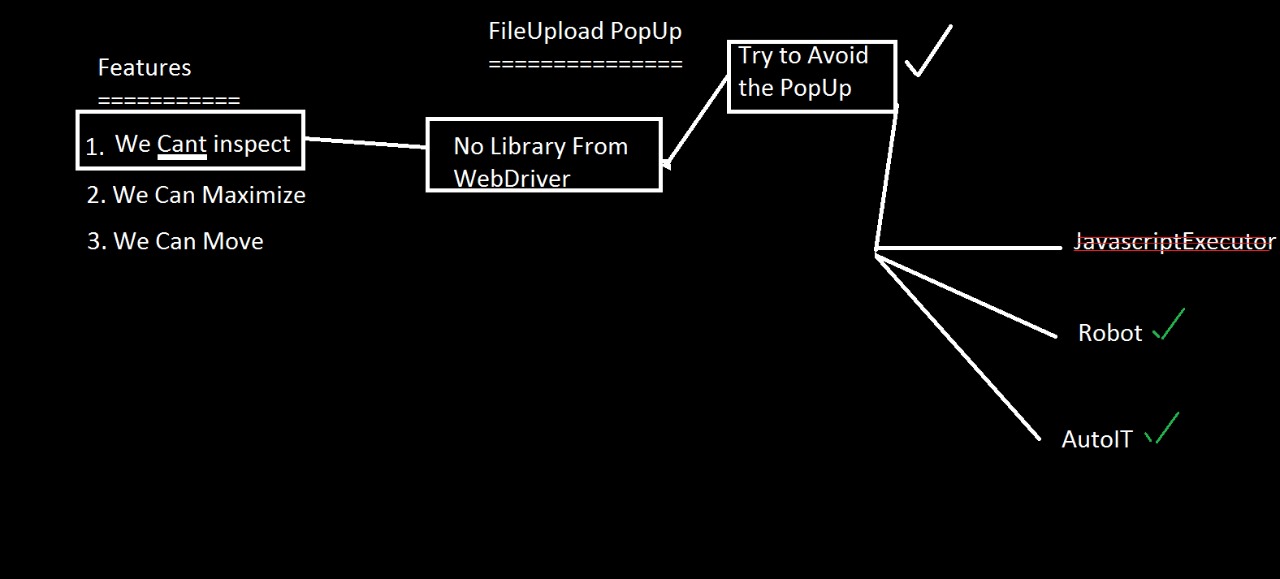 FileUpload PopUp
===============
Features
===========
1. We Cant inspect
2. We Can Maximize
3. We Can Move
No Library From
WebDriver
Try to Avoid
the PopUp
JavascriptExecutor
Robot
AutoIT